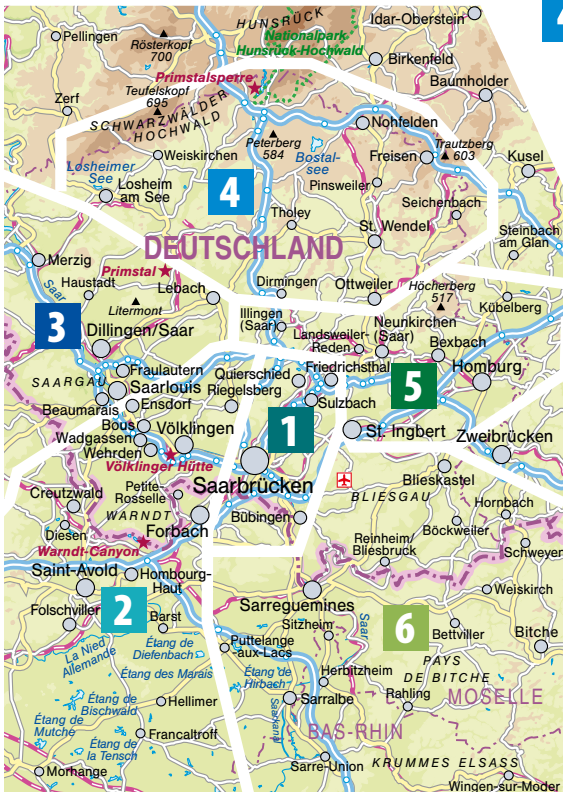 HUNSRÜCK
Idar-Oberstein
4
Pellingen
Rösterkopf
700
Nationalpark
Hunsrück-Hochwald
Birkenfeld
Primstalsperre
Teufelskopf
695
Baumholder
Zerf
SCHWARZWÄLDER
HOCHWALD
Nohfelden
Peterberg
584
Trautzberg
603
Weiskirchen
Bostal-
see
Freisen
Kusel
Losheimer
See
Losheim
am See
4
Pinsweiler
Seichenbach
Tholey
St. Wendel
Steinbach
am Glan
DEUTSCHLAND
Merzig
Primstal
Haustadt
Lebach
Dirmingen
Ottweiler
Höcherberg
517
Kübelberg
Saar
Litermont
3
Dillingen/Saar
Illingen
(Saar)
Landsweiler-
Reden
Neunkirchen
(Saar)
Bexbach
Fraulautern
Quierschied
Friedrichsthal
Homburg
SAARGAU
Saarlouis
Riegelsberg
5
Beaumarais
Ensdorf
Sulzbach
Bous
Wadgassen
Völklingen
1
St. Ingbert
Zweibrücken
Wehrden
Völklinger Hütte
Saarbrücken
Blieskastel
Creutzwald
Petite-
Rosselle
BLIESGAU
Hornbach
WARNDT
Bübingen
Böckweiler
Diesen
Forbach
Warndt-Canyon
Reinheim/
Bliesbruck
Schweyen
Saint-Avold
Hombourg-
Haut
Weiskirch
2
Folschviller
Sarreguemines
6
Barst
Sitzheim
Saar
Bettviller
Bitche
La Nied
Allemande
Étang de
Diefenbach
Puttelange
-aux-Lacs
PAYS
DE BITCHE
Étang des Marais
Étang de
Hirbach
Herbitzheim
Rahling
MOSELLE
Étang de
Bischwald
Hellimer
Sarralbe
Étang de
Mutche
Francaltroff
Saarkanal
BAS-RHIN
Étang de
la Tensch
Morhange
Sarre-Union
KRUMMES ELSASS
Wingen-sur-Moder